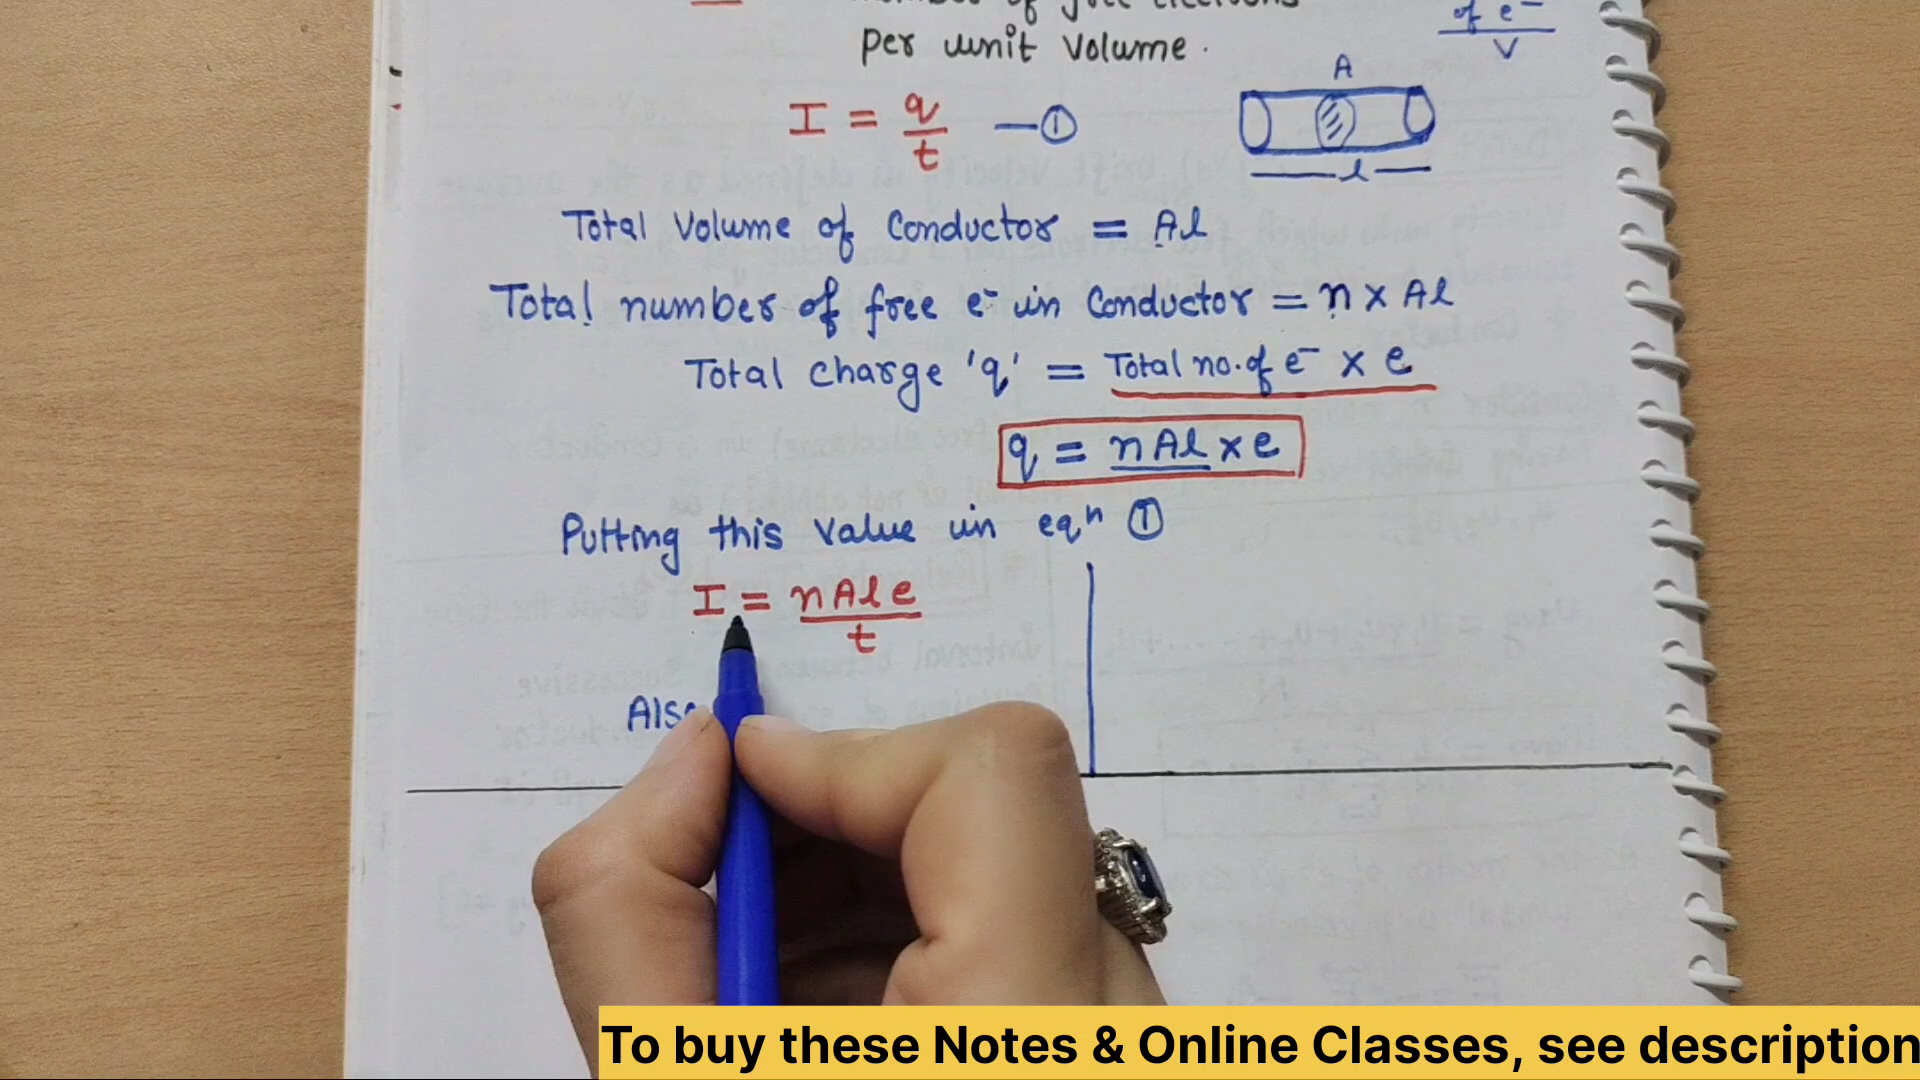 per unit Volume.
of e⁻
V
A
I = q/t —①
l
Total Volume of Conductor = Al
Total number of free e⁻ in Conductor = n x Al
Total charge 'q' = Total no. of e⁻ x e
q = nAl x e
Putting this value in eqⁿ ①
I = nAle/t
Also
To buy these Notes & Online Classes, see description